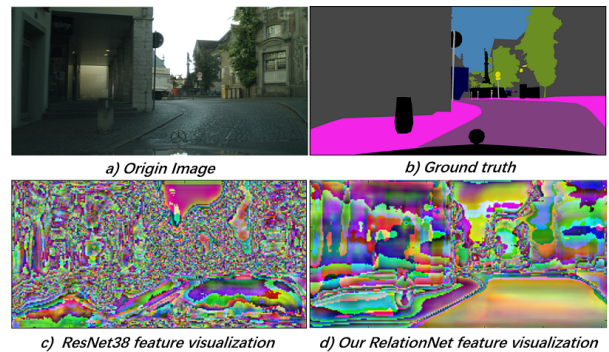 a) Origin Image
b) Ground truth
c) ResNet38 feature visualization
d) Our RelationNet feature visualization